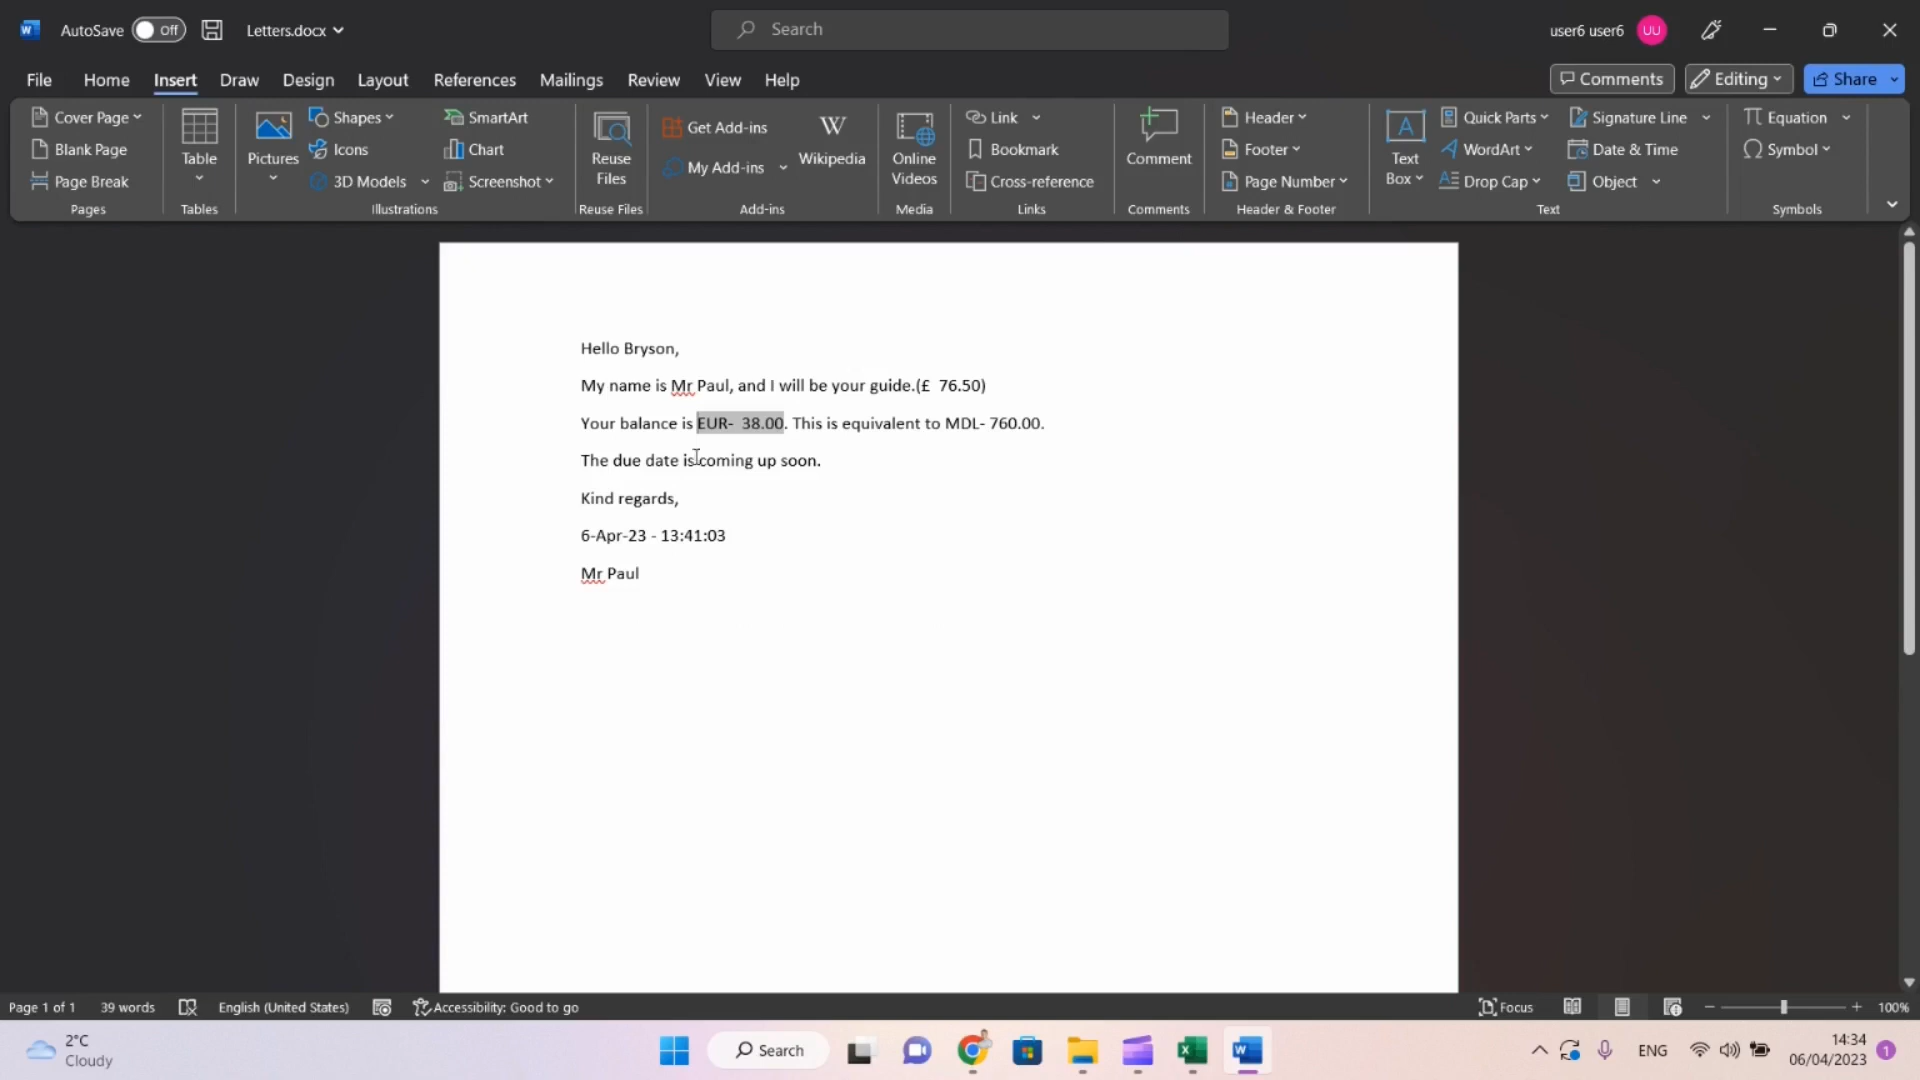 AutoSave Off Letters.docx Search user6 user6 UU
File Home Insert Draw Design Layout References Mailings Review View Help Comments Editing Share
Cover Page
Blank Page
Page Break
Pages
Table
Tables
Pictures
Shapes
Icons
3D Models
SmartArt
Chart
Screenshot
Illustrations
Reuse
Files
Reuse Files
Get Add-ins
My Add-ins
W
Wikipedia
Add-ins
Online
Videos
Media
Link
Bookmark
Cross-reference
Links
Comment
Comments
Header
Footer
Page Number
Header & Footer
Text
Box
Quick Parts
WordArt
Drop Cap
Signature Line
Date & Time
Object
Text
Equation
Symbol
Symbols
Hello Bryson,
My name is Mr Paul, and I will be your guide.(£  76.50)
Your balance is EUR-  38.00. This is equivalent to MDL- 760.00.
The due date is coming up soon.
Kind regards,
6-Apr-23 - 13:41:03
Mr Paul
Page 1 of 1 39 words English (United States) Accessibility: Good to go Focus 100%
2°C
Cloudy
Search
ENG
14:34
06/04/2023
1